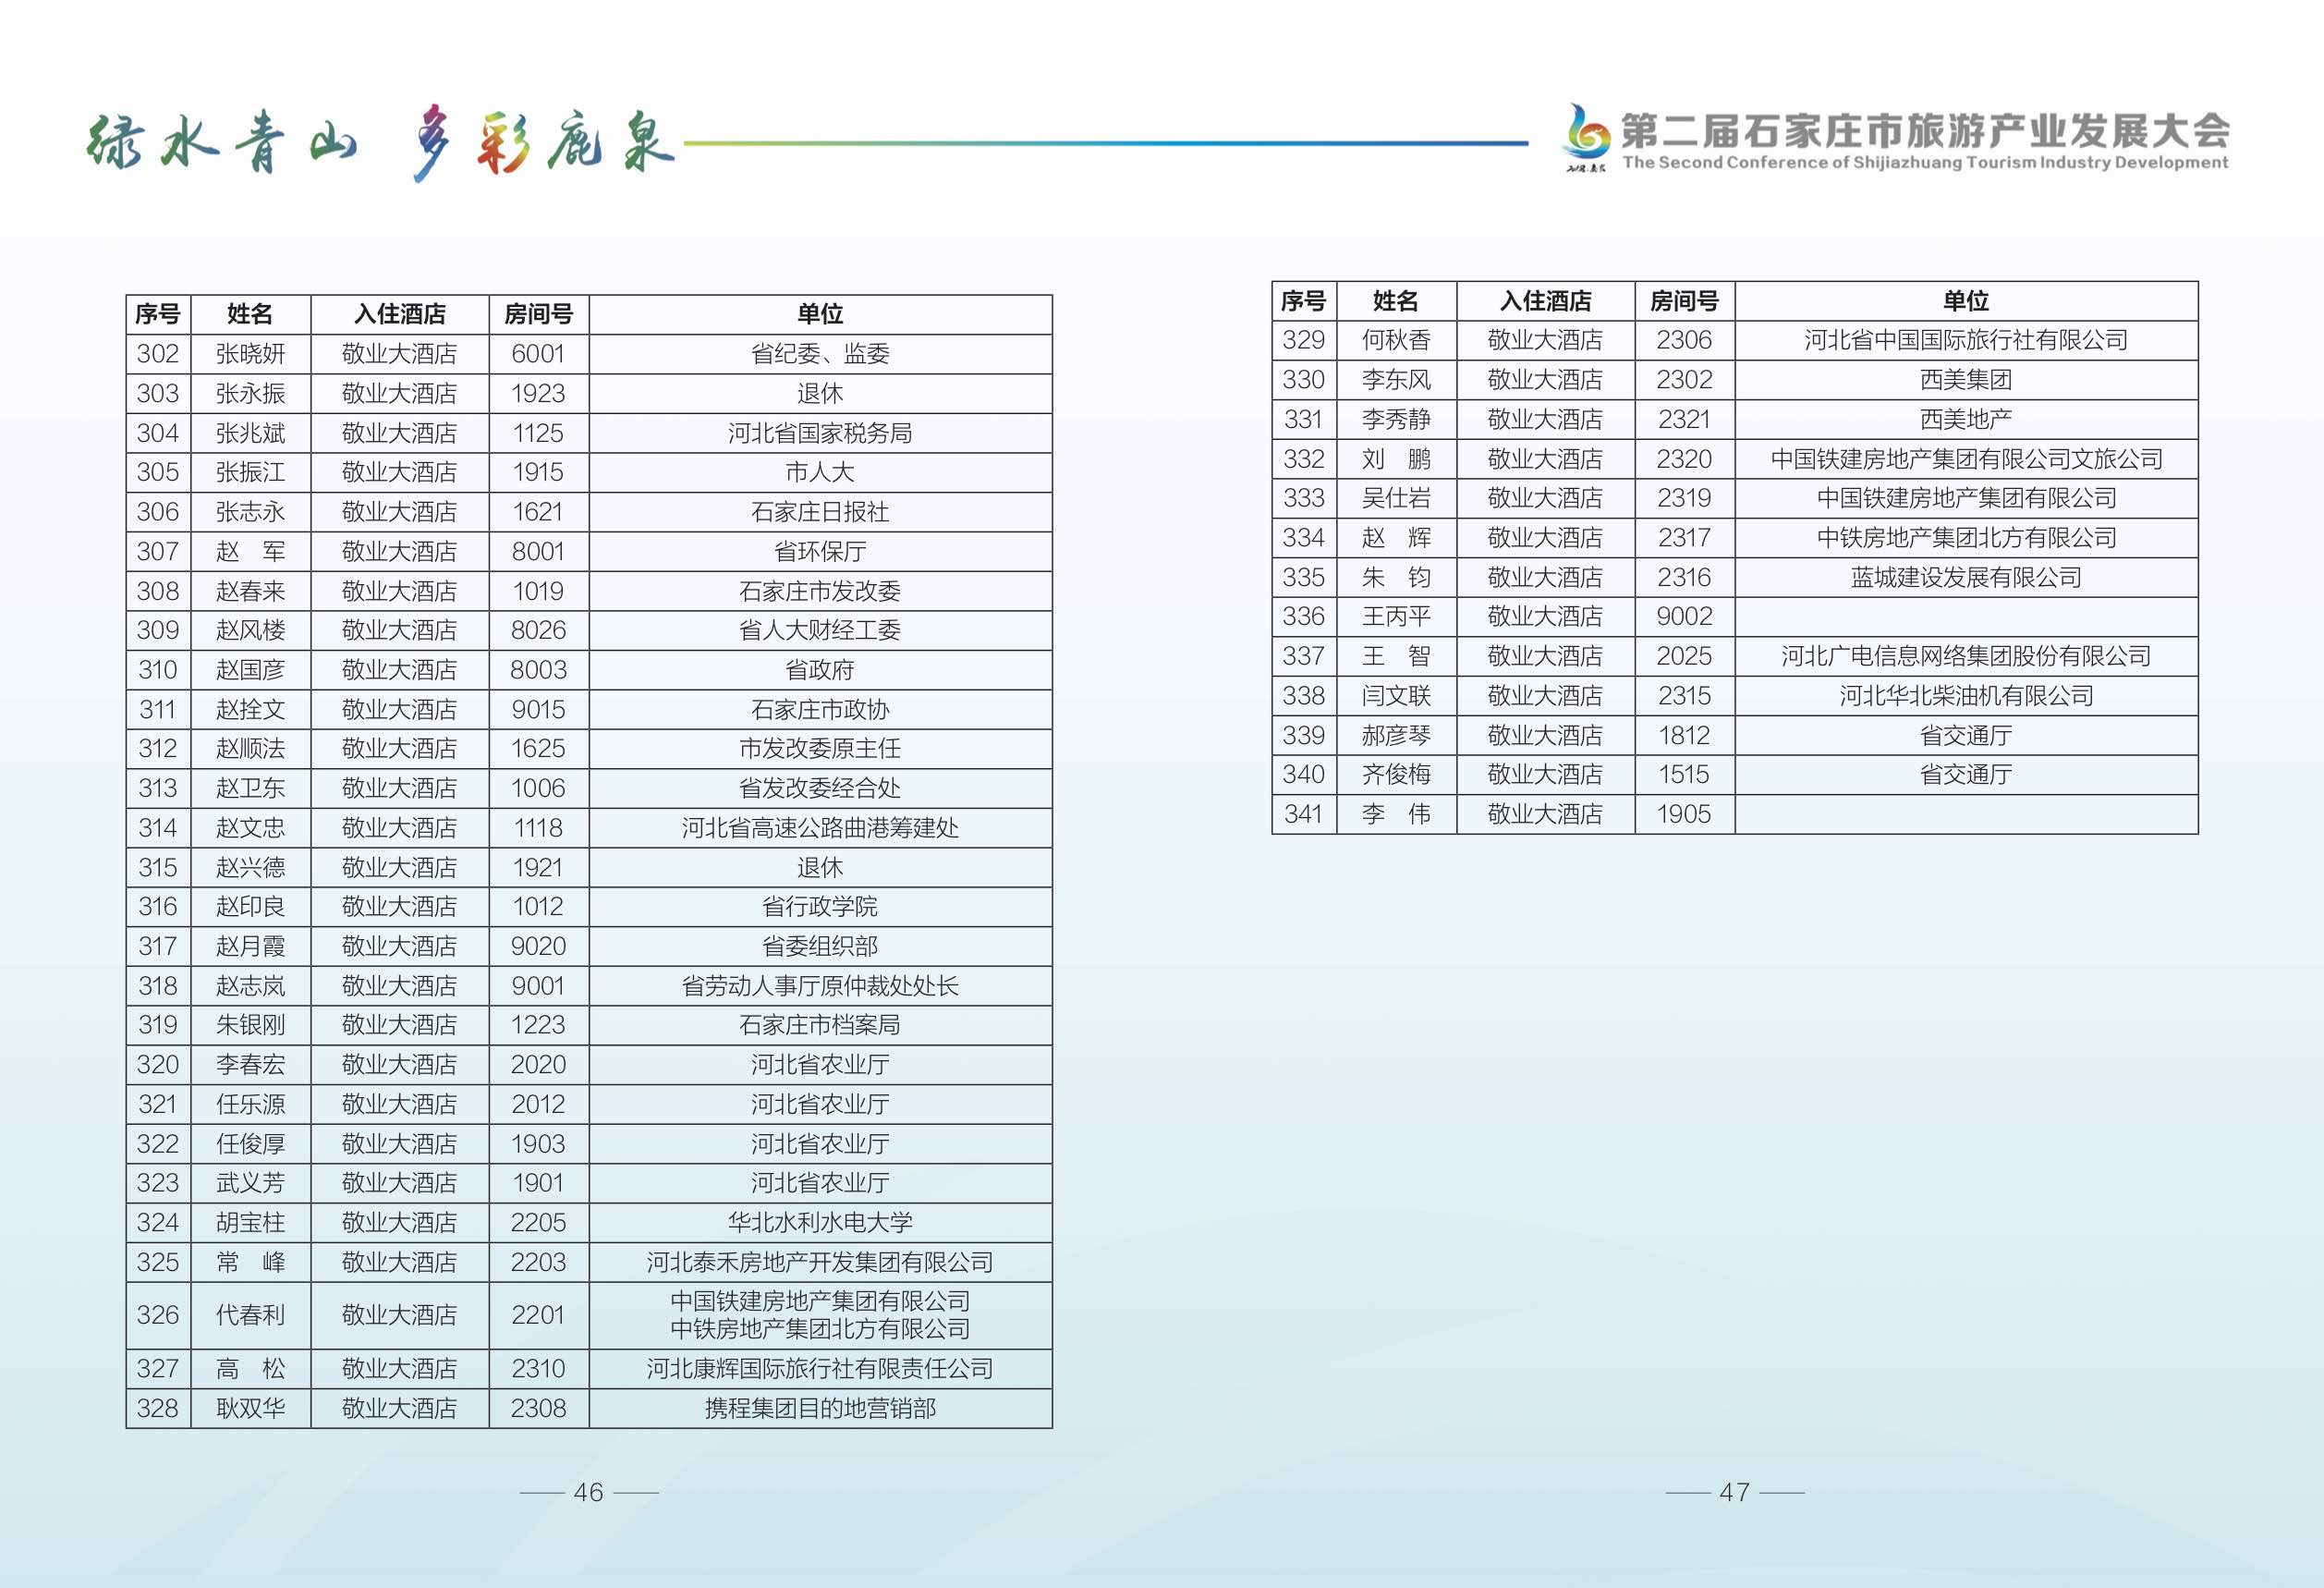 绿水青山 多彩鹿泉
第二届石家庄市旅游产业发展大会
The Second Conference of Shijiazhuang Tourism Industry Development
序号 姓名 入住酒店 房间号 单位
302 张晓妍 敬业大酒店 6001 省纪委、监委
303 张永振 敬业大酒店 1923 退休
304 张兆斌 敬业大酒店 1125 河北省国家税务局
305 张振江 敬业大酒店 1915 市人大
306 张志永 敬业大酒店 1621 石家庄日报社
307 赵　军 敬业大酒店 8001 省环保厅
308 赵春来 敬业大酒店 1019 石家庄市发改委
309 赵风楼 敬业大酒店 8026 省人大财经工委
310 赵国彦 敬业大酒店 8003 省政府
311 赵拴文 敬业大酒店 9015 石家庄市政协
312 赵顺法 敬业大酒店 1625 市发改委原主任
313 赵卫东 敬业大酒店 1006 省发改委经合处
314 赵文忠 敬业大酒店 1118 河北省高速公路曲港筹建处
315 赵兴德 敬业大酒店 1921 退休
316 赵印良 敬业大酒店 1012 省行政学院
317 赵月霞 敬业大酒店 9020 省委组织部
318 赵志岚 敬业大酒店 9001 省劳动人事厅原仲裁处处长
319 朱银刚 敬业大酒店 1223 石家庄市档案局
320 李春宏 敬业大酒店 2020 河北省农业厅
321 任乐源 敬业大酒店 2012 河北省农业厅
322 任俊厚 敬业大酒店 1903 河北省农业厅
323 武义芳 敬业大酒店 1901 河北省农业厅
324 胡宝柱 敬业大酒店 2205 华北水利水电大学
325 常　峰 敬业大酒店 2203 河北泰禾房地产开发集团有限公司
326 代春利 敬业大酒店 2201 中国铁建房地产集团有限公司
中铁房地产集团北方有限公司
327 高　松 敬业大酒店 2310 河北康辉国际旅行社有限责任公司
328 耿双华 敬业大酒店 2308 携程集团目的地营销部
46
序号 姓名 入住酒店 房间号 单位
329 何秋香 敬业大酒店 2306 河北省中国国际旅行社有限公司
330 李东风 敬业大酒店 2302 西美集团
331 李秀静 敬业大酒店 2321 西美地产
332 刘　鹏 敬业大酒店 2320 中国铁建房地产集团有限公司文旅公司
333 吴仕岩 敬业大酒店 2319 中国铁建房地产集团有限公司
334 赵　辉 敬业大酒店 2317 中铁房地产集团北方有限公司
335 朱　钧 敬业大酒店 2316 蓝城建设发展有限公司
336 王丙平 敬业大酒店 9002
337 王　智 敬业大酒店 2025 河北广电信息网络集团股份有限公司
338 闫文联 敬业大酒店 2315 河北华北柴油机有限公司
339 郝彦琴 敬业大酒店 1812 省交通厅
340 齐俊梅 敬业大酒店 1515 省交通厅
341 李　伟 敬业大酒店 1905
47